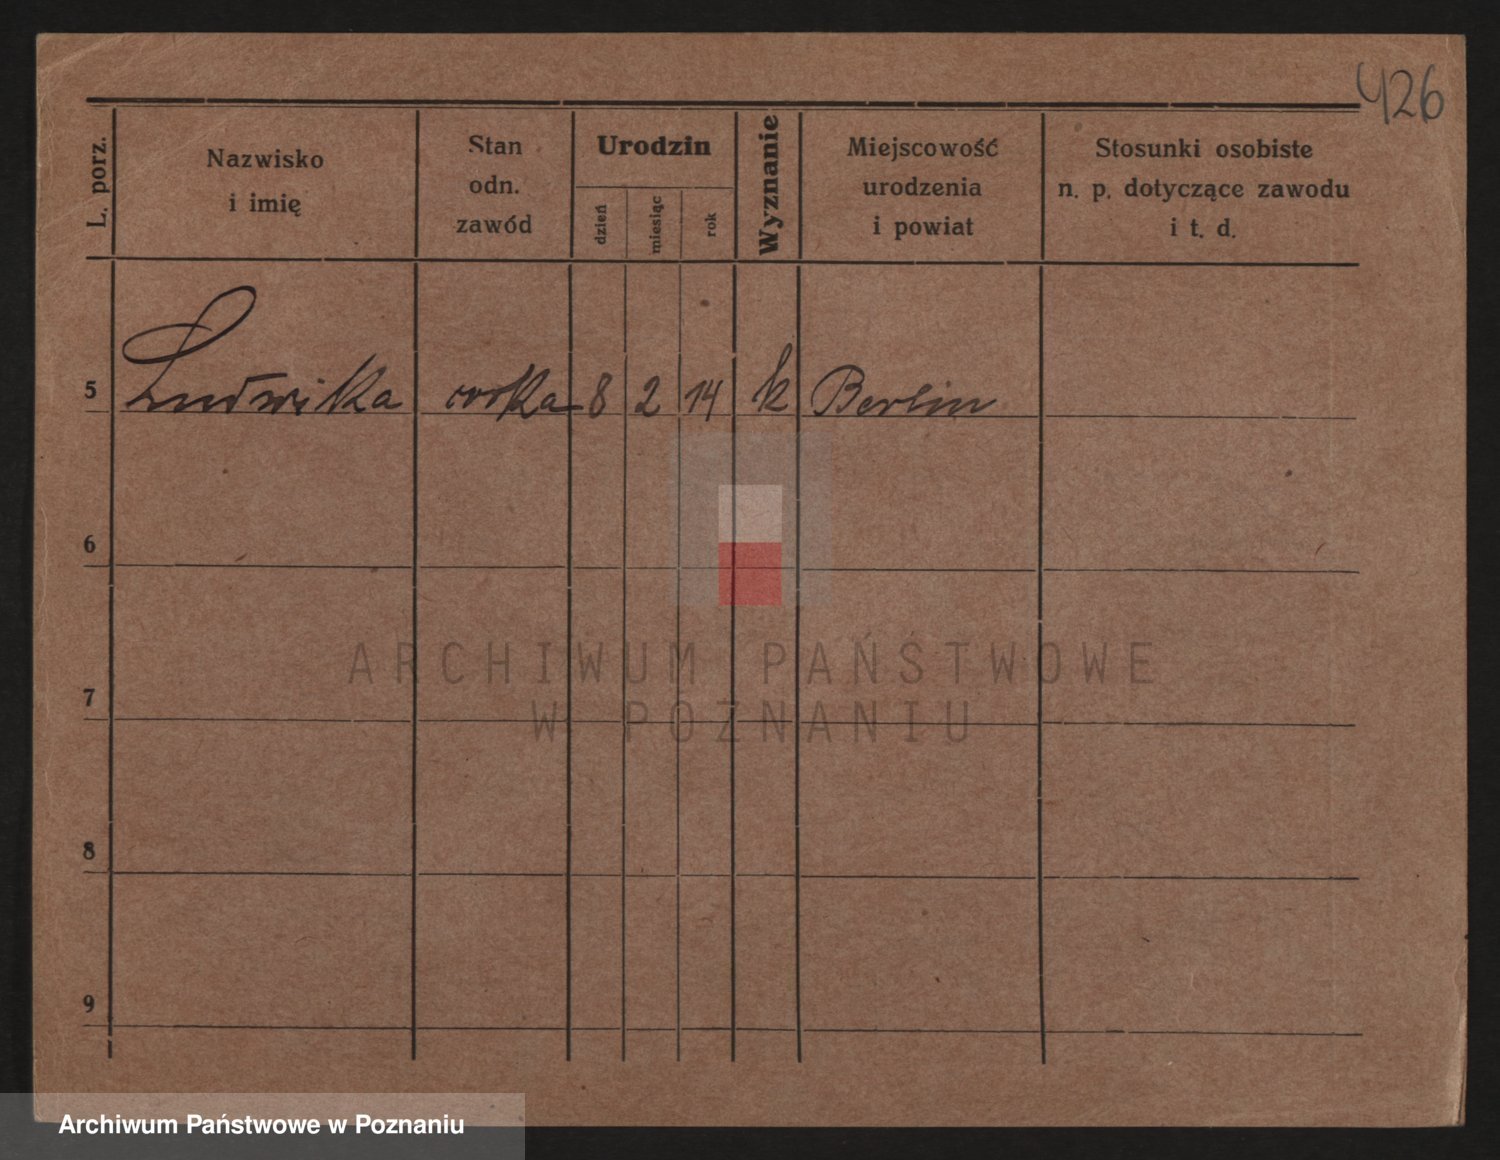 426
L. porz.
Nazwisko
i imię
Stan
odn.
zawód
Urodzin
dzień
miesiąc
rok
Wyznanie
Miejscowość
urodzenia
i powiat
Stosunki osobiste
n. p. dotyczące zawodu
i t. d.
5 Ludwika corka 8 2 14 k Berlin
6
7
8
9
ARCHIWUM PAŃSTWOWE
W POZNANIU
Archiwum Państwowe w Poznaniu